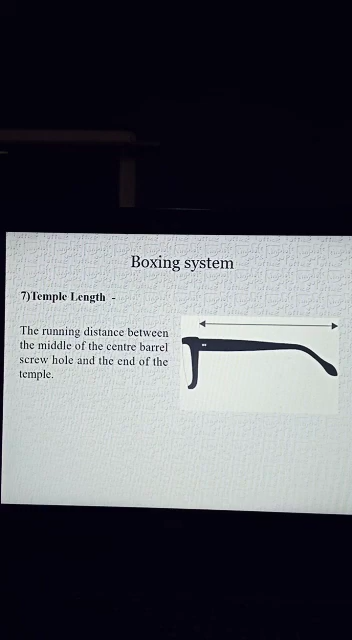 Boxing system
7)Temple Length -
The running distance between
the middle of the centre barrel
screw hole and the end of the
temple.